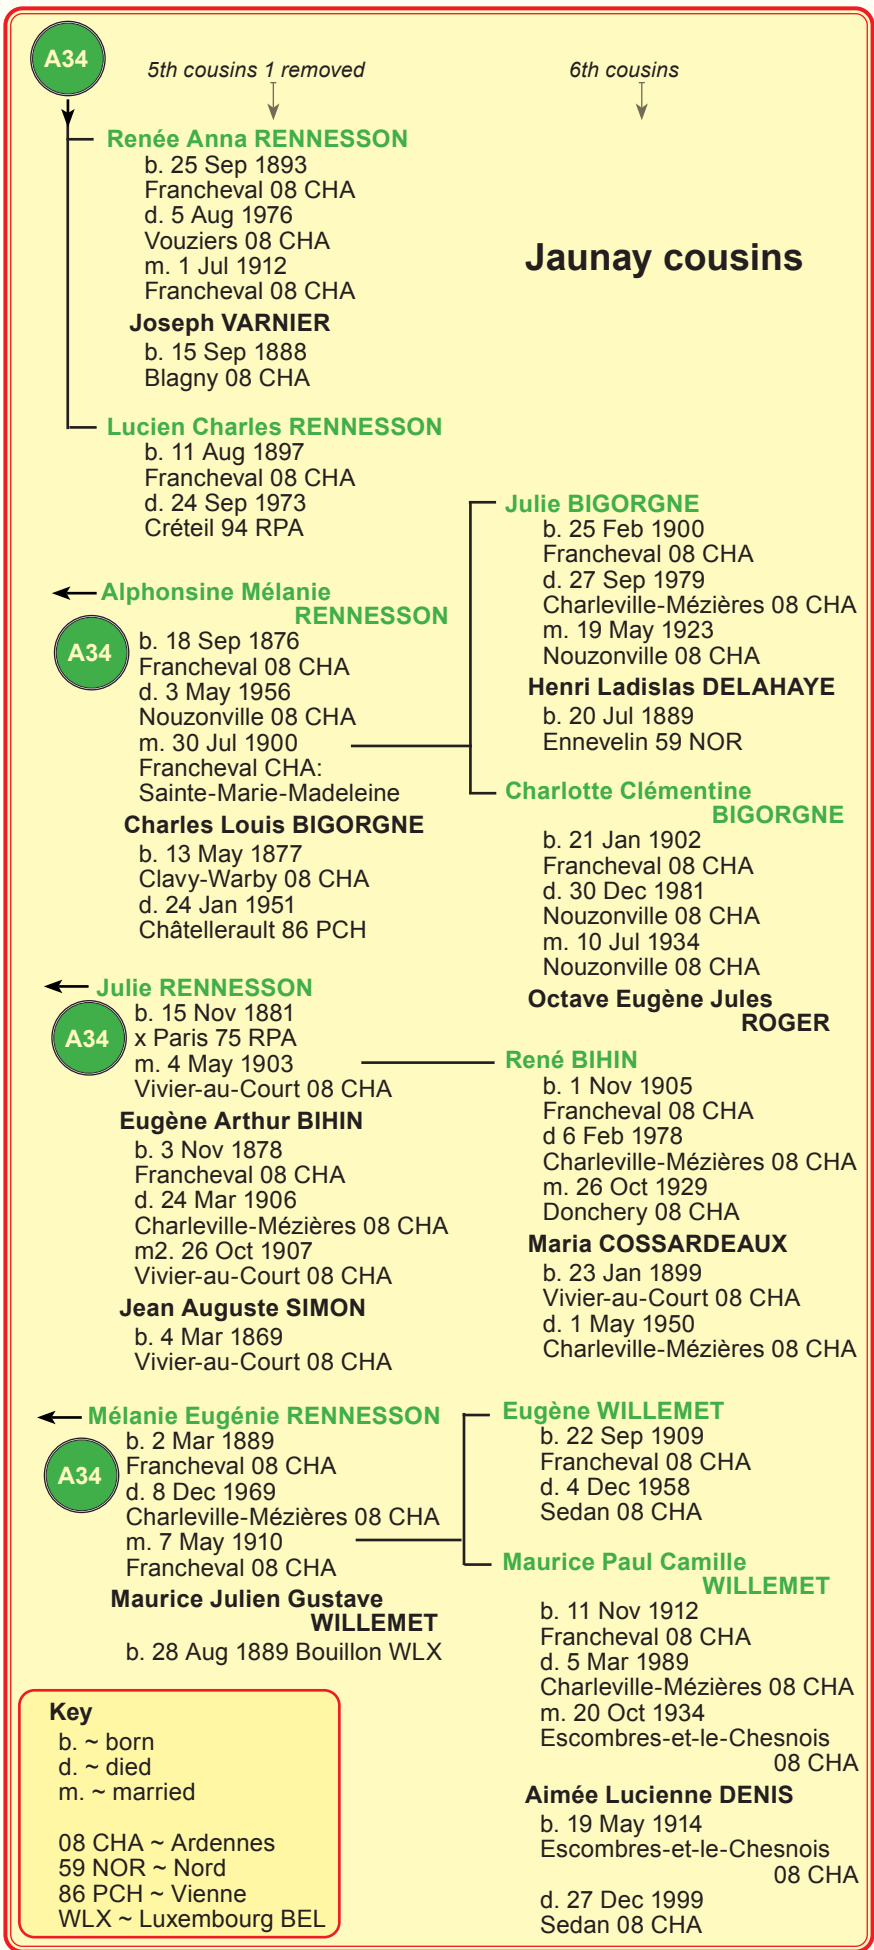 A34
5th cousins 1 removed
6th cousins
Jaunay cousins
Renée Anna RENNESSON
b. 25 Sep 1893
Francheval 08 CHA
d. 5 Aug 1976
Vouziers 08 CHA
m. 1 Jul 1912
Francheval 08 CHA
Joseph VARNIER
b. 15 Sep 1888
Blagny 08 CHA
Lucien Charles RENNESSON
b. 11 Aug 1897
Francheval 08 CHA
d. 24 Sep 1973
Créteil 94 RPA
Alphonsine Mélanie
RENNESSON
A34
b. 18 Sep 1876
Francheval 08 CHA
d. 3 May 1956
Nouzonville 08 CHA
m. 30 Jul 1900
Francheval CHA:
Sainte-Marie-Madeleine
Charles Louis BIGORGNE
b. 13 May 1877
Clavy-Warby 08 CHA
d. 24 Jan 1951
Châtellerault 86 PCH
Julie BIGORGNE
b. 25 Feb 1900
Francheval 08 CHA
d. 27 Sep 1979
Charleville-Mézières 08 CHA
m. 19 May 1923
Nouzonville 08 CHA
Henri Ladislas DELAHAYE
b. 20 Jul 1889
Ennevelin 59 NOR
Charlotte Clémentine
BIGORGNE
b. 21 Jan 1902
Francheval 08 CHA
d. 30 Dec 1981
Nouzonville 08 CHA
m. 10 Jul 1934
Nouzonville 08 CHA
Octave Eugène Jules
ROGER
Julie RENNESSON
A34
b. 15 Nov 1881
x Paris 75 RPA
m. 4 May 1903
Vivier-au-Court 08 CHA
Eugène Arthur BIHIN
b. 3 Nov 1878
Francheval 08 CHA
d. 24 Mar 1906
Charleville-Mézières 08 CHA
m2. 26 Oct 1907
Vivier-au-Court 08 CHA
Jean Auguste SIMON
b. 4 Mar 1869
Vivier-au-Court 08 CHA
René BIHIN
b. 1 Nov 1905
Francheval 08 CHA
d 6 Feb 1978
Charleville-Mézières 08 CHA
m. 26 Oct 1929
Donchery 08 CHA
Maria COSSARDEAUX
b. 23 Jan 1899
Vivier-au-Court 08 CHA
d. 1 May 1950
Charleville-Mézières 08 CHA
Mélanie Eugénie RENNESSON
A34
b. 2 Mar 1889
Francheval 08 CHA
d. 8 Dec 1969
Charleville-Mézières 08 CHA
m. 7 May 1910
Francheval 08 CHA
Maurice Julien Gustave
WILLEMET
b. 28 Aug 1889 Bouillon WLX
Eugène WILLEMET
b. 22 Sep 1909
Francheval 08 CHA
d. 4 Dec 1958
Sedan 08 CHA
Maurice Paul Camille
WILLEMET
b. 11 Nov 1912
Francheval 08 CHA
d. 5 Mar 1989
Charleville-Mézières 08 CHA
m. 20 Oct 1934
Escombres-et-le-Chesnois
08 CHA
Aimée Lucienne DENIS
b. 19 May 1914
Escombres-et-le-Chesnois
08 CHA
d. 27 Dec 1999
Sedan 08 CHA
Key
b. ~ born
d. ~ died
m. ~ married
08 CHA ~ Ardennes
59 NOR ~ Nord
86 PCH ~ Vienne
WLX ~ Luxembourg BEL